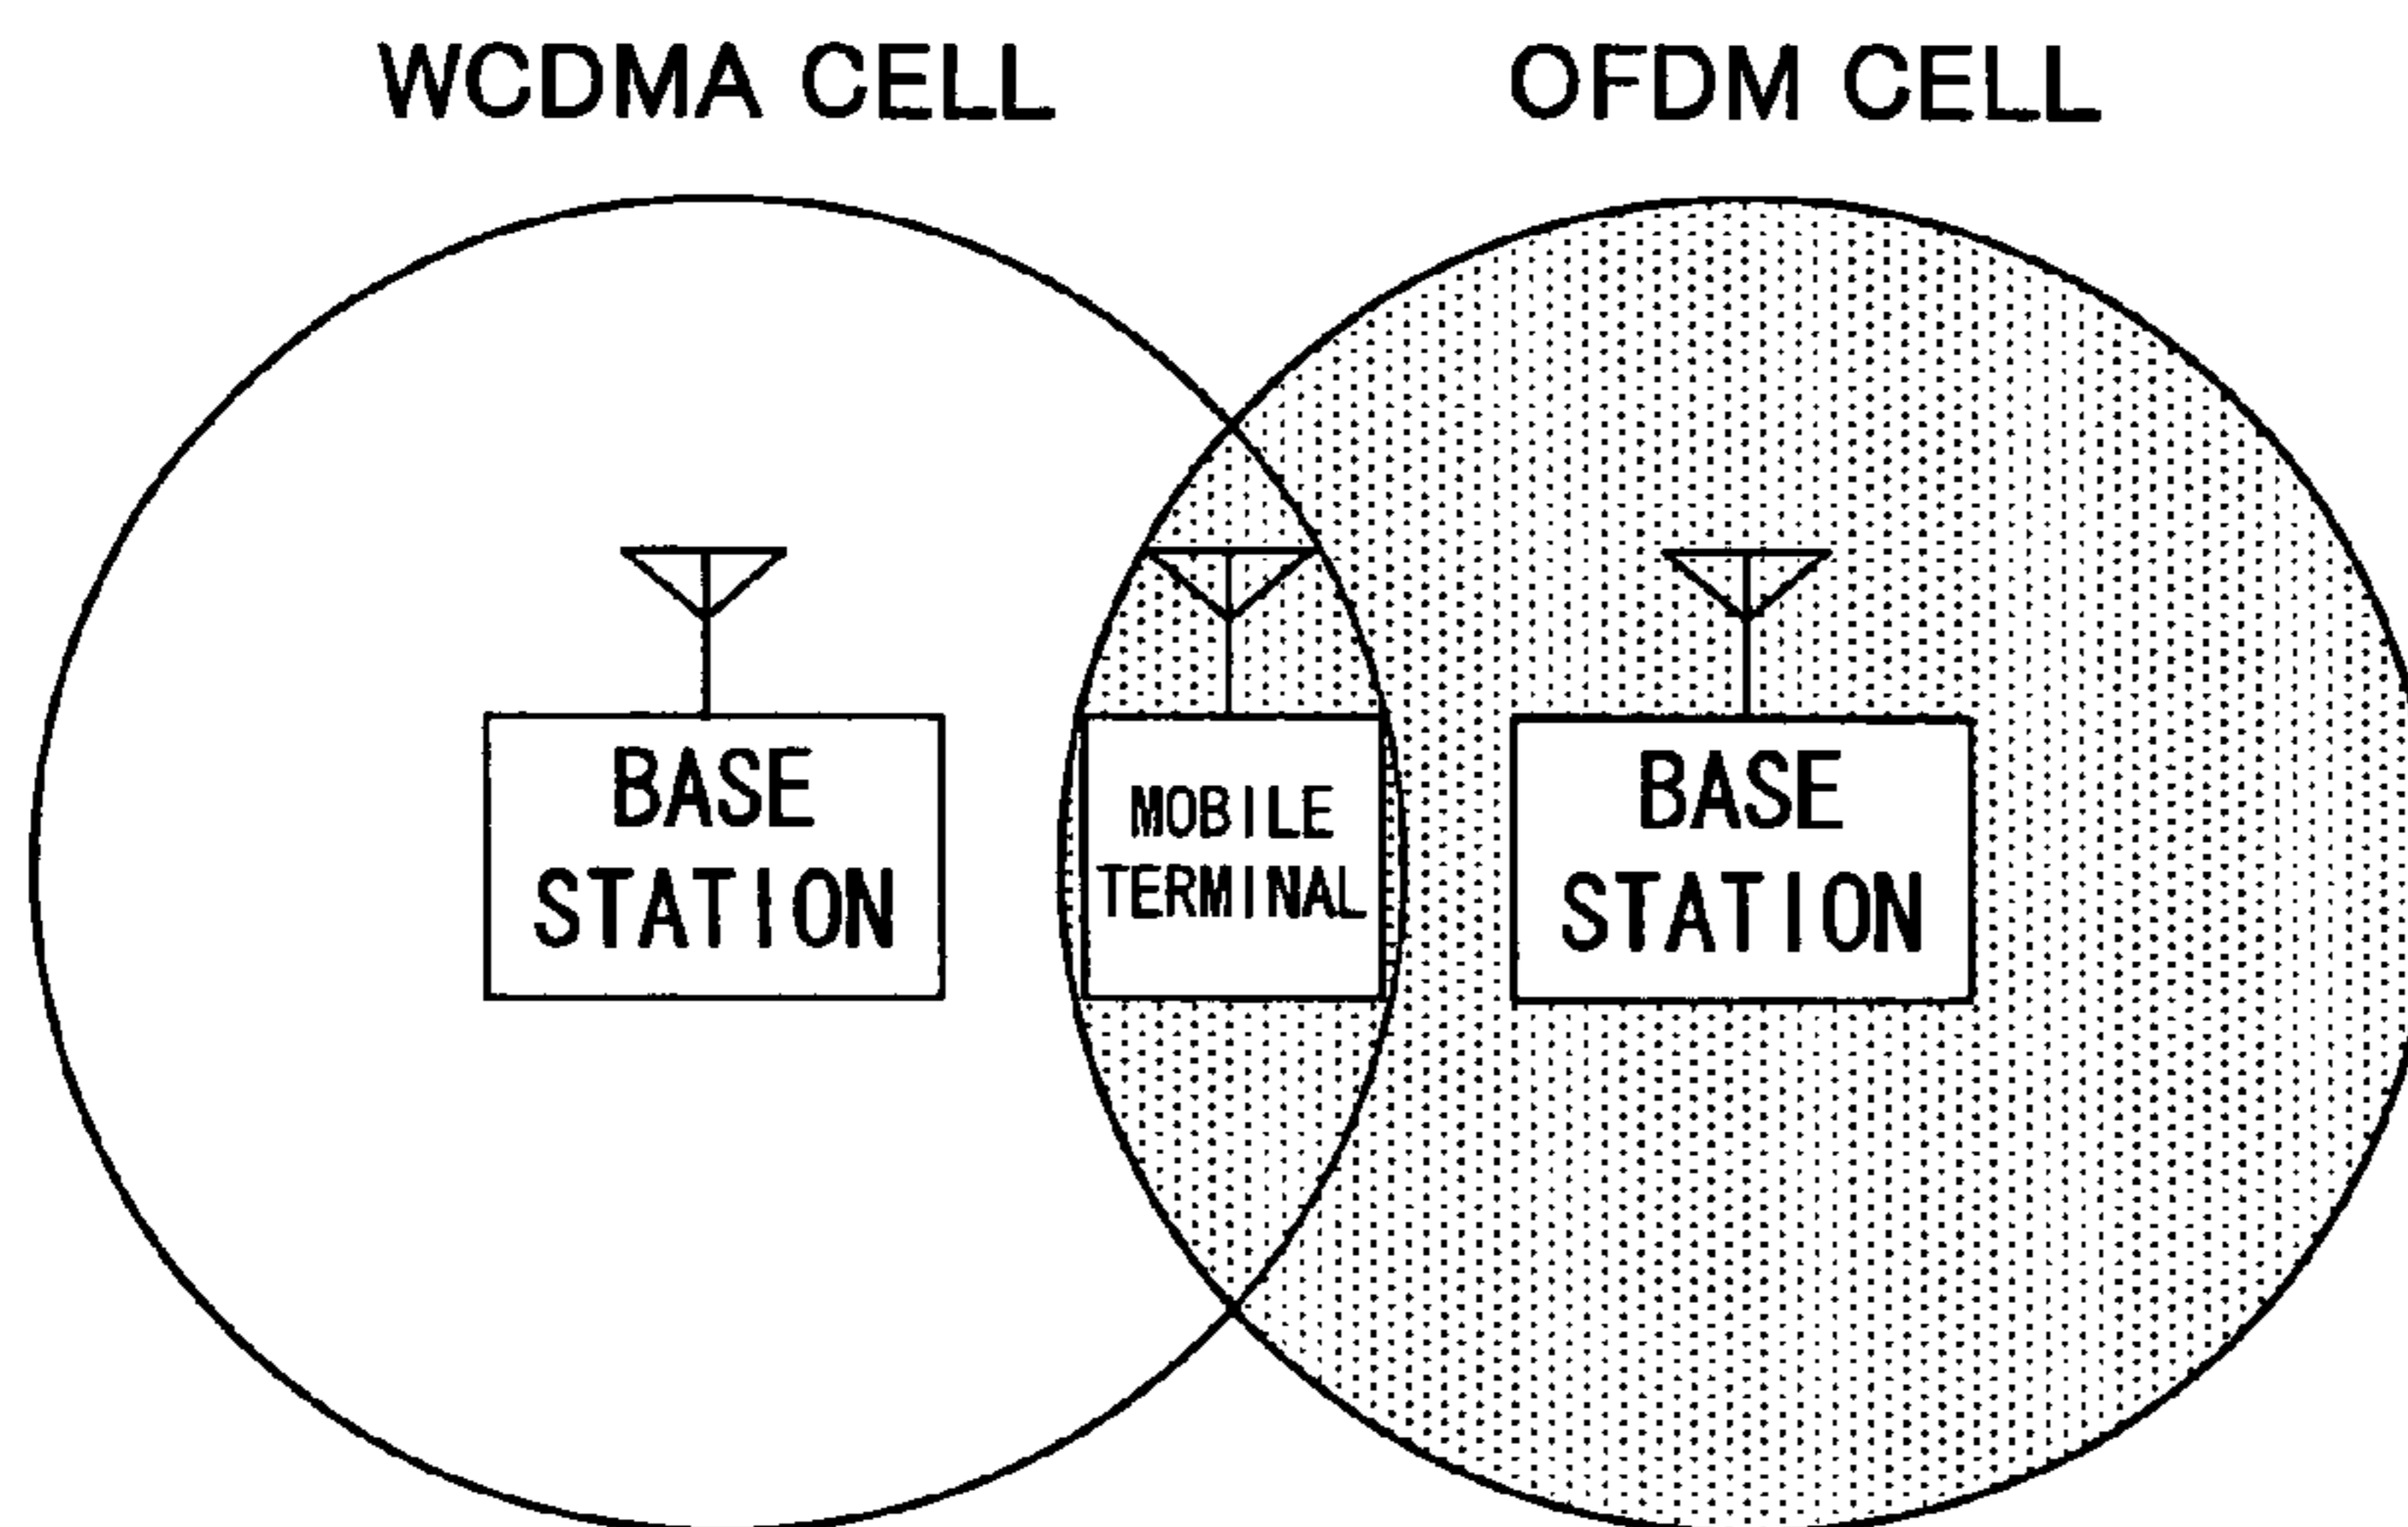 WCDMA CELL
OFDM CELL
BASE
STATION
MOBILE
TERMINAL
BASE
STATION